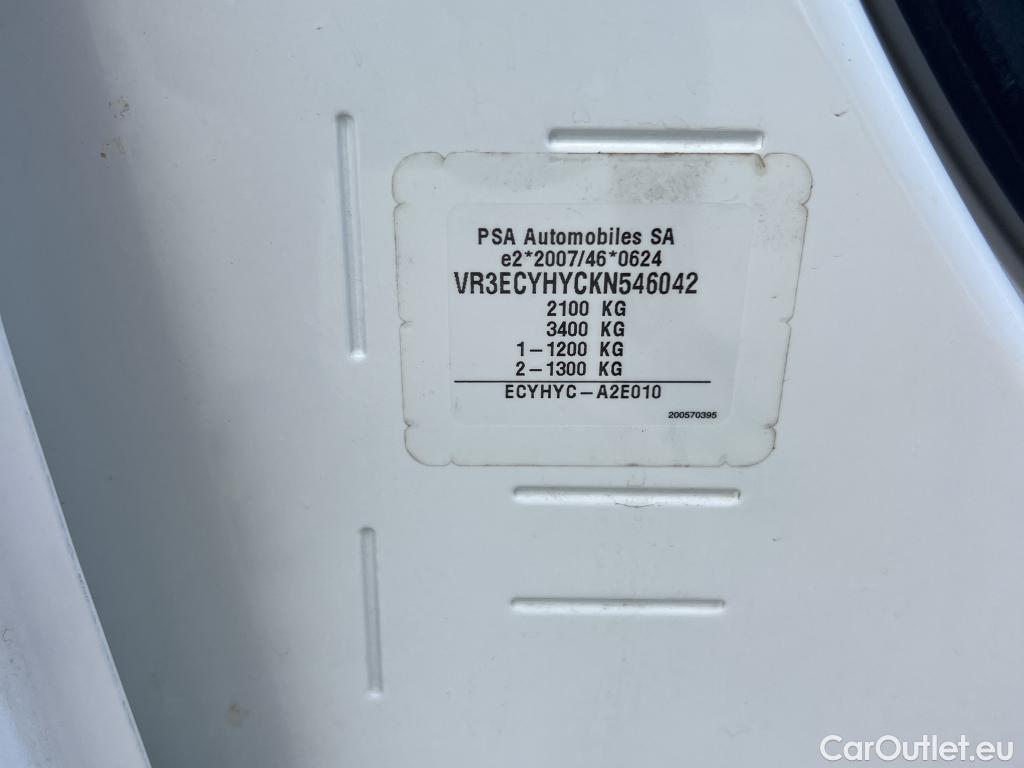 PSA Automobiles SA
e2*2007/46*0624
VR3ECYHYCKN546042
2100 KG
3400 KG
1-1200 KG
2-1300 KG
ECYHYC-A2E010
200570395
CarOutlet.eu